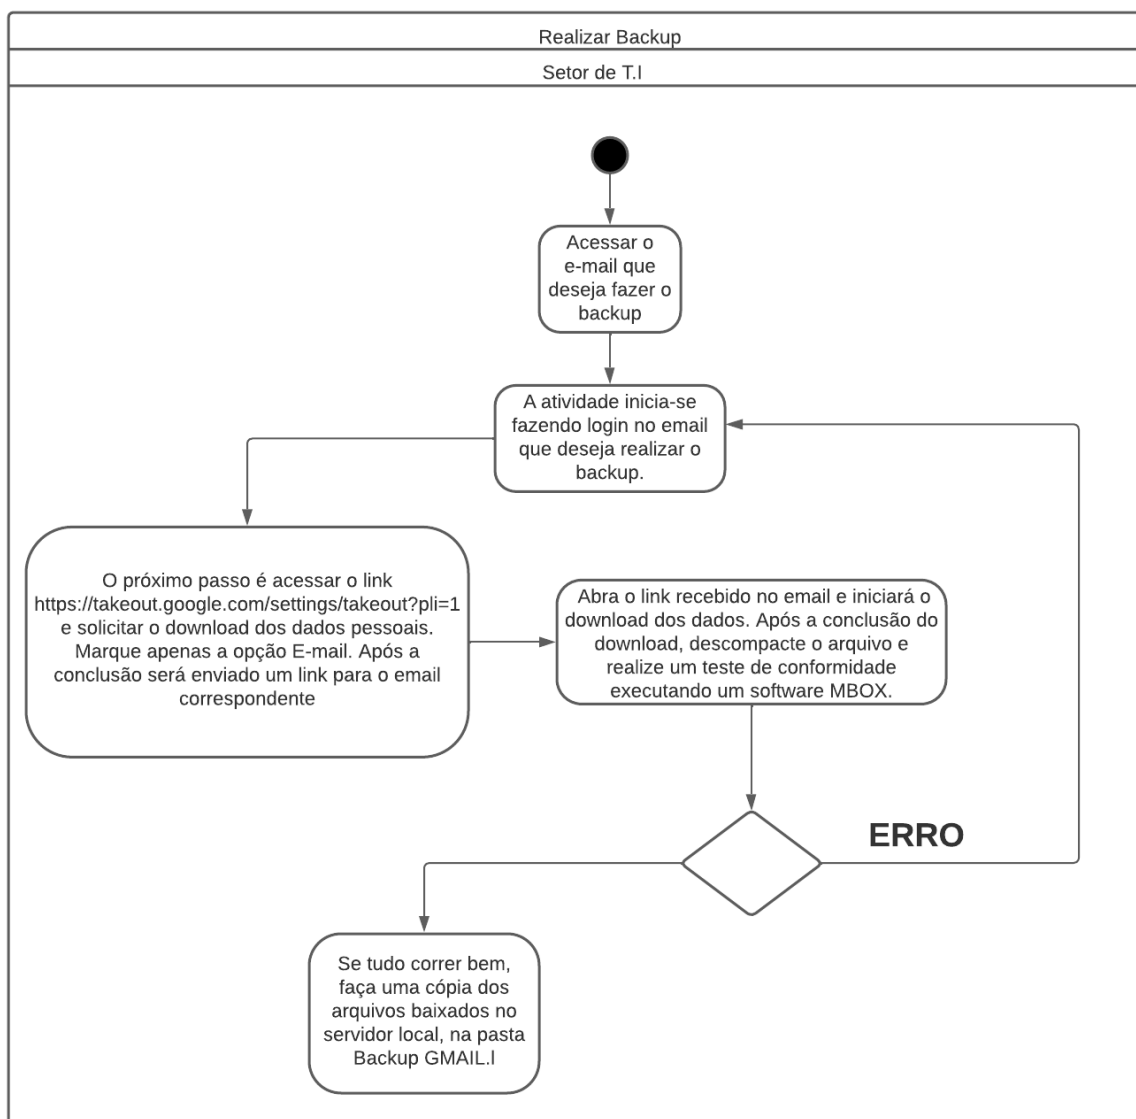 Realizar Backup
Setor de T.I
Acessar o
e-mail que
deseja fazer o
backup
A atividade inicia-se
fazendo login no email
que deseja realizar o
backup.
O próximo passo é acessar o link
https://takeout.google.com/settings/takeout?pli=1
e solicitar o download dos dados pessoais.
Marque apenas a opção E-mail. Após a
conclusão será enviado um link para o email
correspondente
Abra o link recebido no email e iniciará o
download dos dados. Após a conclusão do
download, descompacte o arquivo e
realize um teste de conformidade
executando um software MBOX.
ERRO
Se tudo correr bem,
faça uma cópia dos
arquivos baixados no
servidor local, na pasta
Backup GMAIL.l